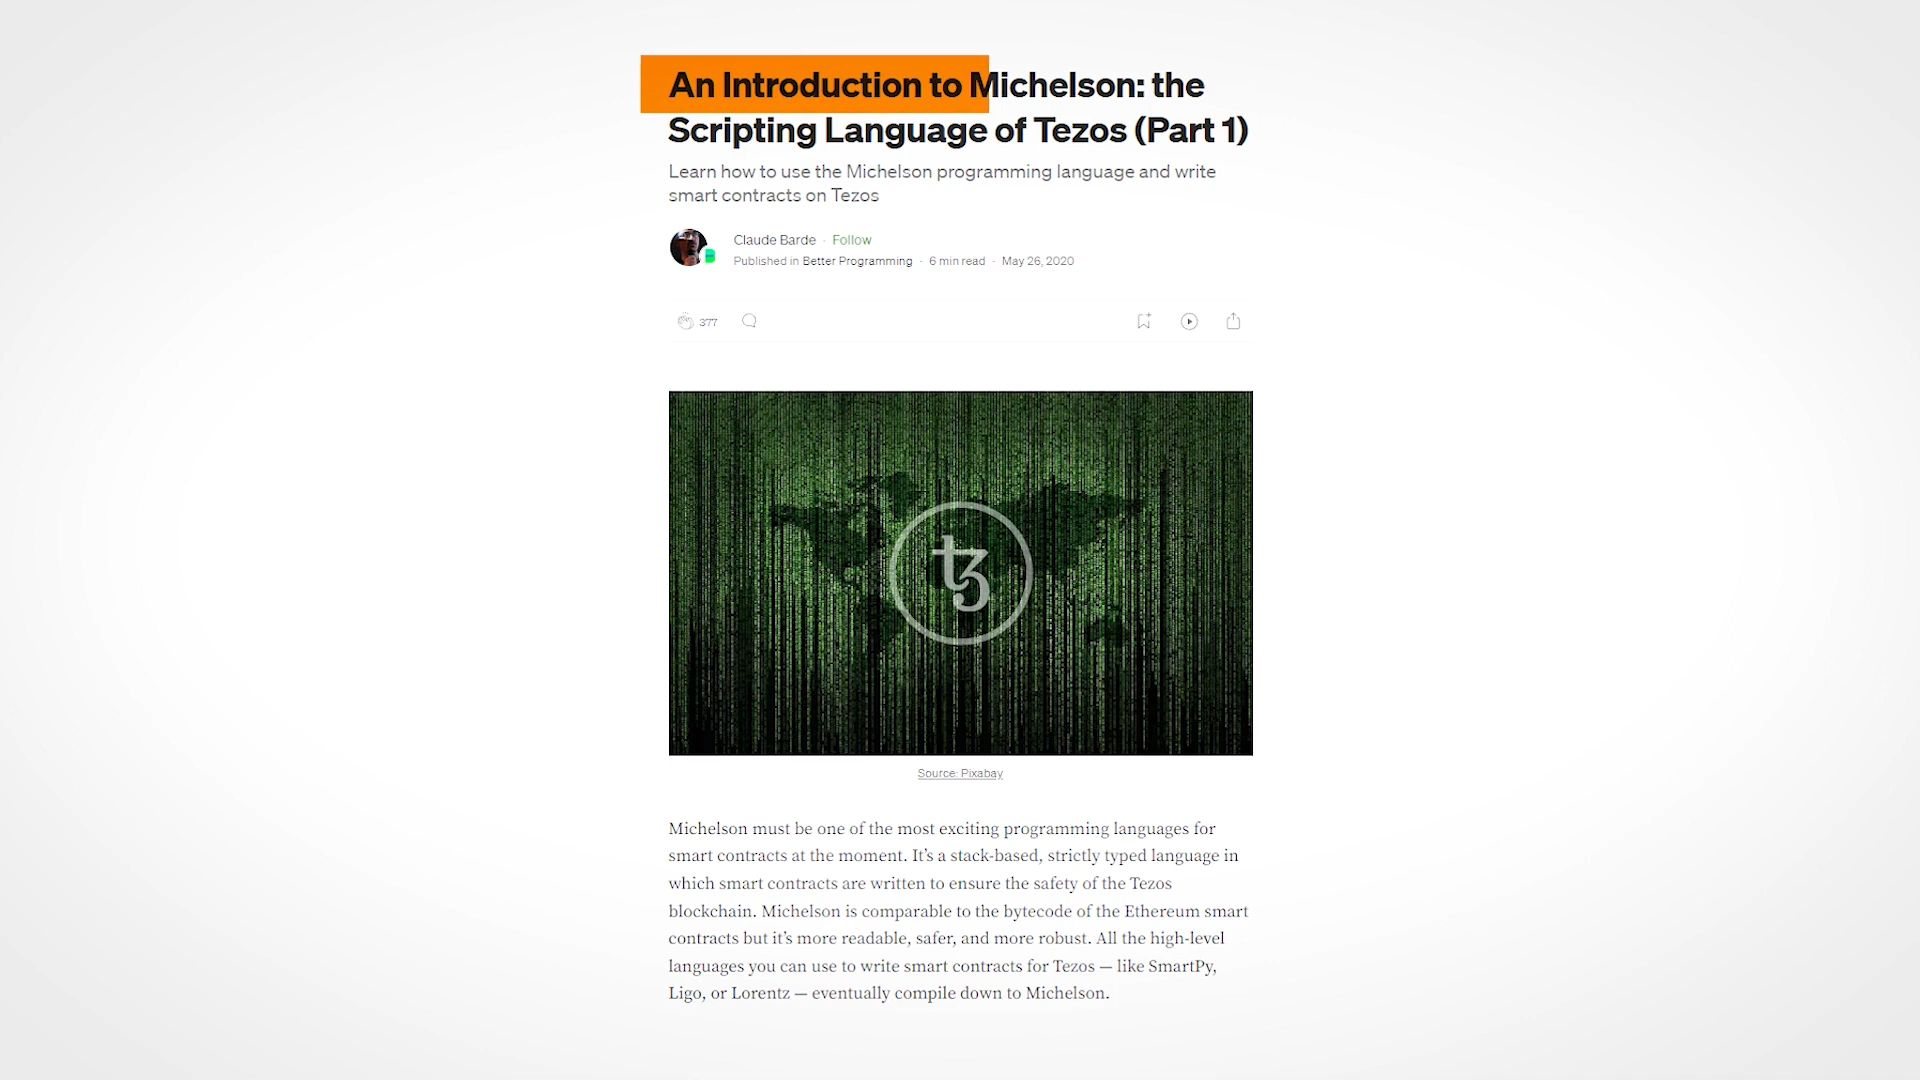 An Introduction to Michelson: the
Scripting Language of Tezos (Part 1)
Learn how to use the Michelson programming language and write
smart contracts on Tezos
Claude Barde · Follow
Published in Better Programming · 6 min read · May 26, 2020
377
Source: Pixabay
Michelson must be one of the most exciting programming languages for
smart contracts at the moment. It’s a stack-based, strictly typed language in
which smart contracts are written to ensure the safety of the Tezos
blockchain. Michelson is comparable to the bytecode of the Ethereum smart
contracts but it’s more readable, safer, and more robust. All the high-level
languages you can use to write smart contracts for Tezos — like SmartPy,
Ligo, or Lorentz — eventually compile down to Michelson.